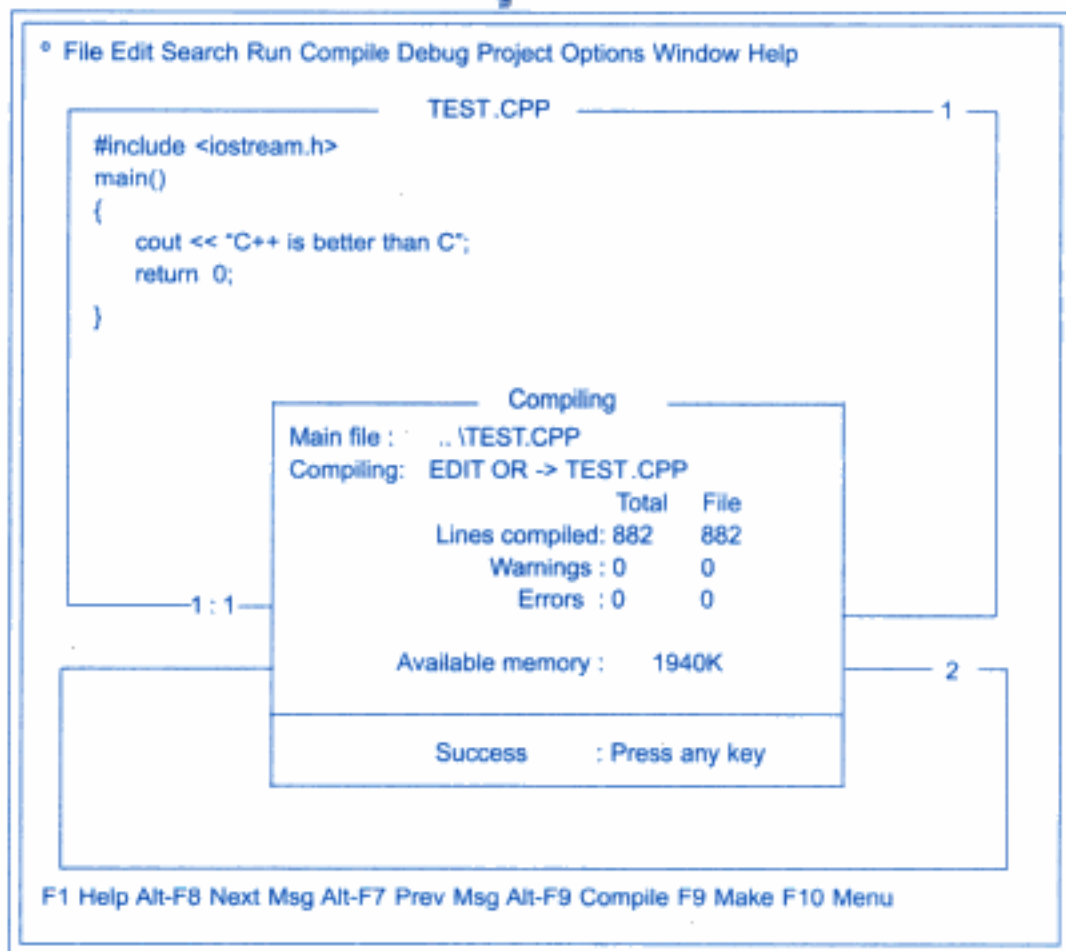 ° File Edit Search Run Compile Debug Project Options Window Help
TEST.CPP 1
#include <iostream.h>
main()
{
cout << "C++ is better than C";
return 0;
}
Compiling
Main file : .. \TEST.CPP
Compiling: EDIT OR -> TEST.CPP
Total File
Lines compiled: 882 882
Warnings : 0 0
1 : 1 Errors : 0 0
Available memory : 1940K
2
Success : Press any key
F1 Help Alt-F8 Next Msg Alt-F7 Prev Msg Alt-F9 Compile F9 Make F10 Menu